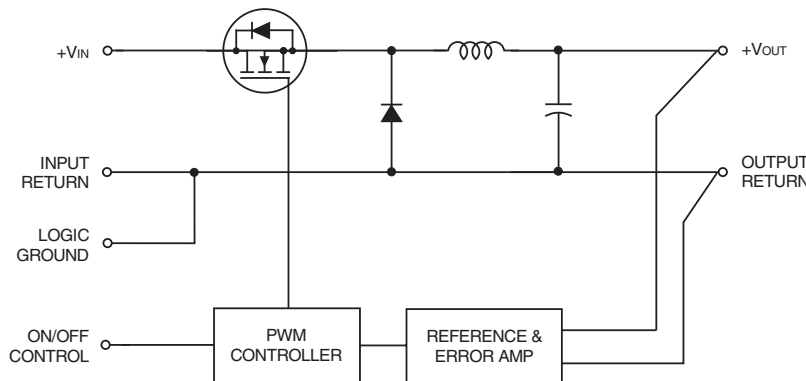 +VIN
+VOUT
INPUT
RETURN
OUTPUT
RETURN
LOGIC
GROUND
ON/OFF
CONTROL
PWM
CONTROLLER
REFERENCE &
ERROR AMP